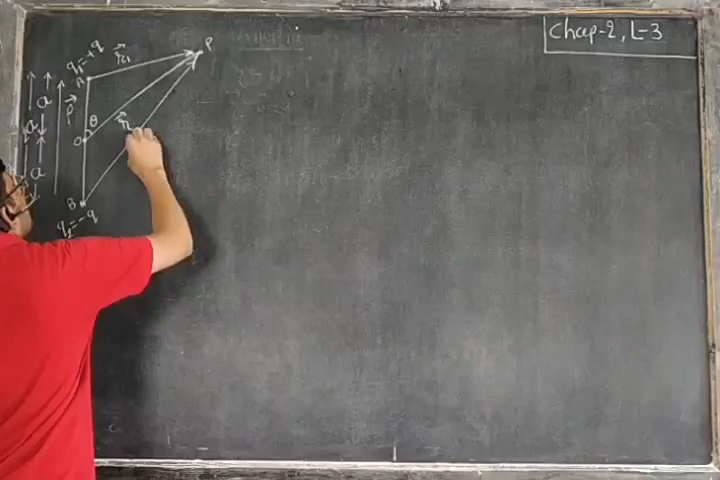 Chap-2, L-3
q₁=+q
A
r⃗₁
P
a
p⃗
θ
r⃗
O
a
B
q₂=-q